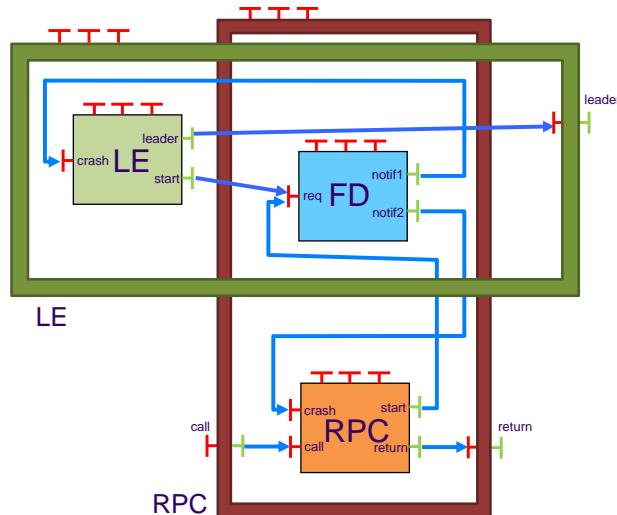 leader
leader
crash
LE
start
notif1
req
FD
notif2
LE
crash
start
call
RPC
call
return
return
RPC